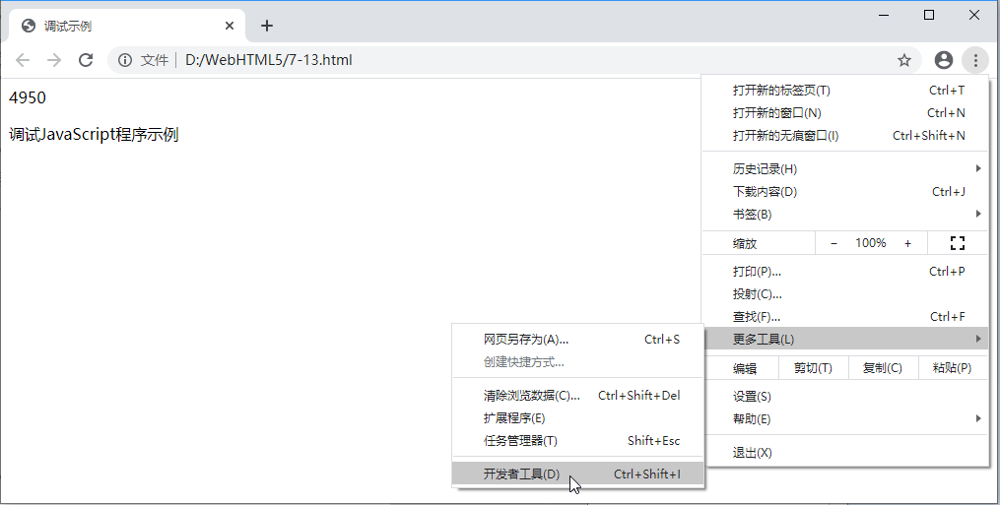 调试示例
文件 D:/WebHTML5/7-13.html
4950
调试JavaScript程序示例
打开新的标签页(T) Ctrl+T
打开新的窗口(N) Ctrl+N
打开新的无痕窗口(I) Ctrl+Shift+N
历史记录(H)
下载内容(D) Ctrl+J
书签(B)
缩放 − 100% +
打印(P)... Ctrl+P
投射(C)...
查找(F)... Ctrl+F
更多工具(L)
编辑 剪切(T) 复制(C) 粘贴(P)
设置(S)
帮助(E)
退出(X)
网页另存为(A)... Ctrl+S
创建快捷方式...
清除浏览数据(C)... Ctrl+Shift+Del
扩展程序(E)
任务管理器(T) Shift+Esc
开发者工具(D) Ctrl+Shift+I